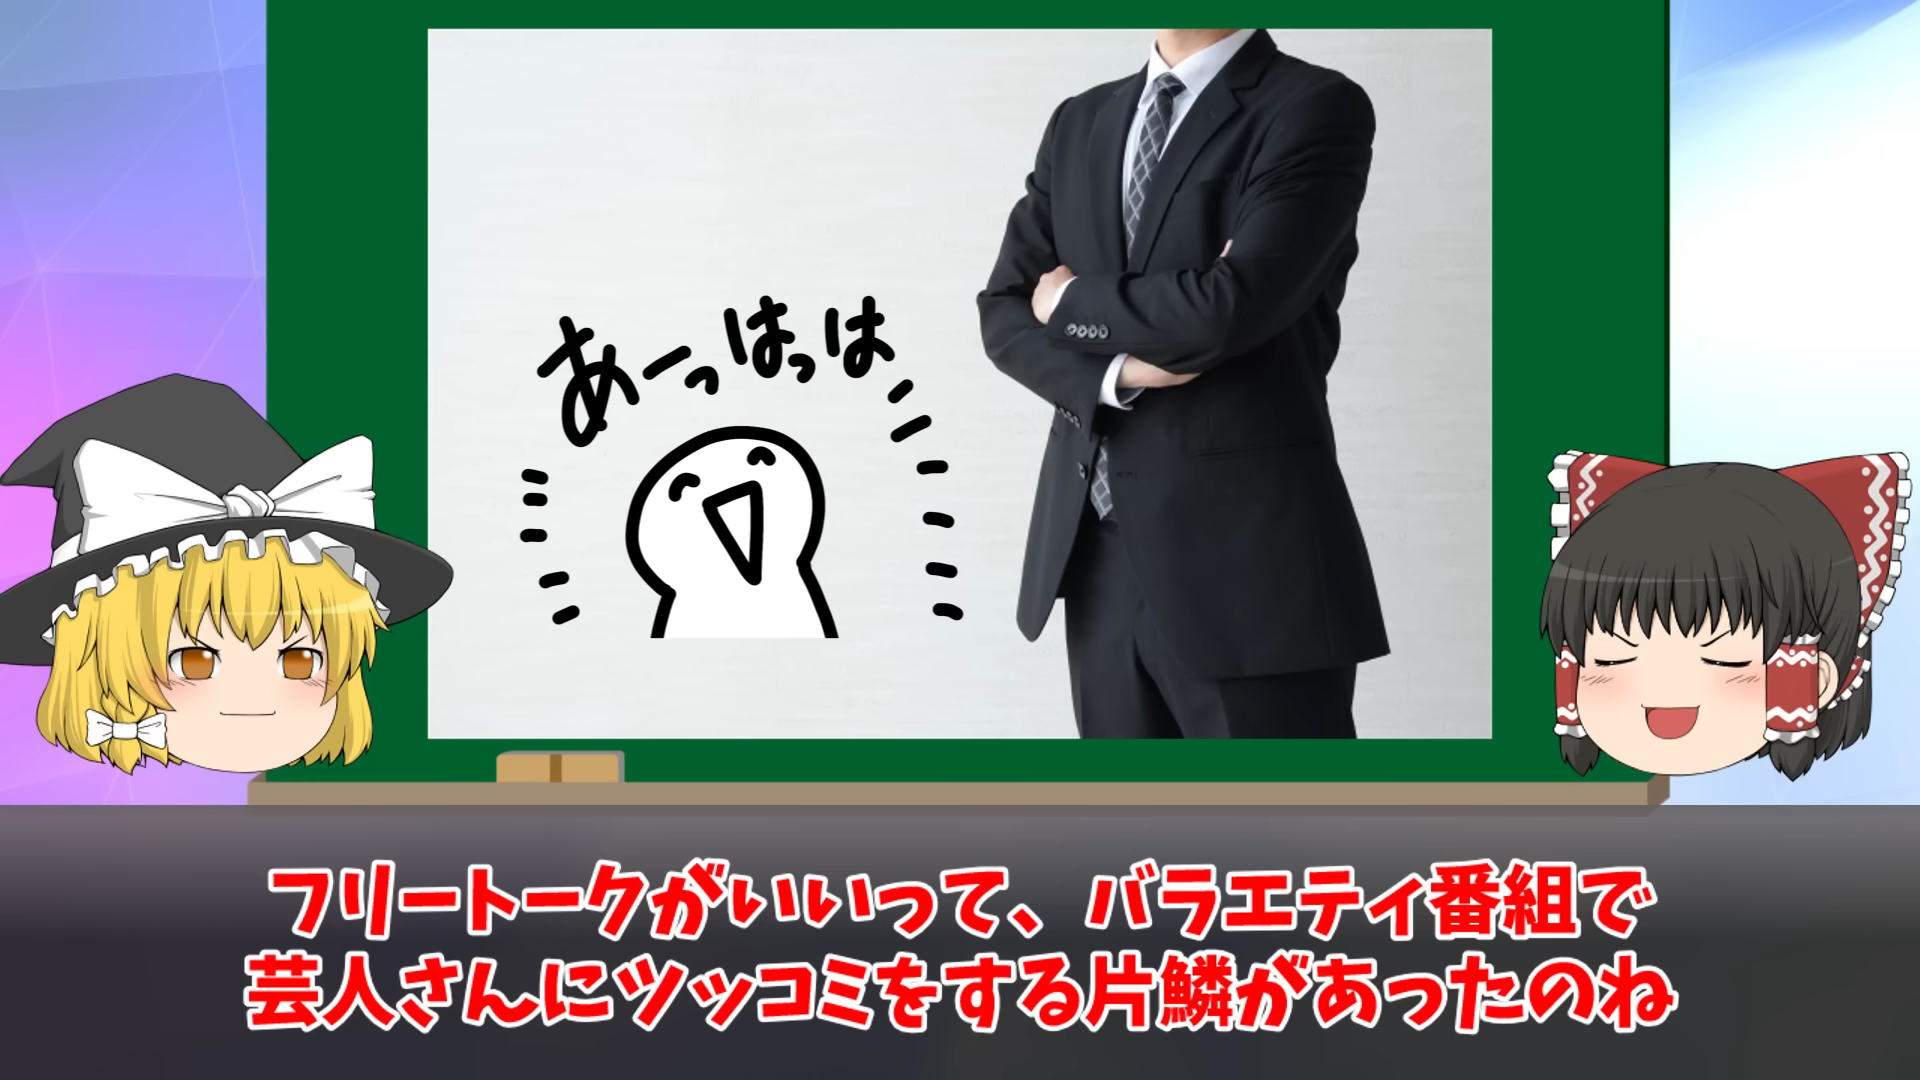 あーっはっは
フリートークがいいって、バラエティ番組で
芸人さんにツッコミをする片鱗があったのね